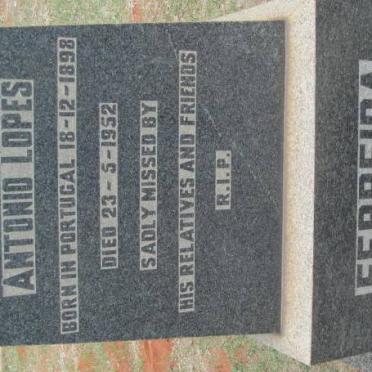 ANTONIO LOPES
BORN IN PORTUGAL 18-12-1898
DIED 23-5-1952
SADLY MISSED BY
HIS RELATIVES AND FRIENDS
R.I.P.
FERREIRA